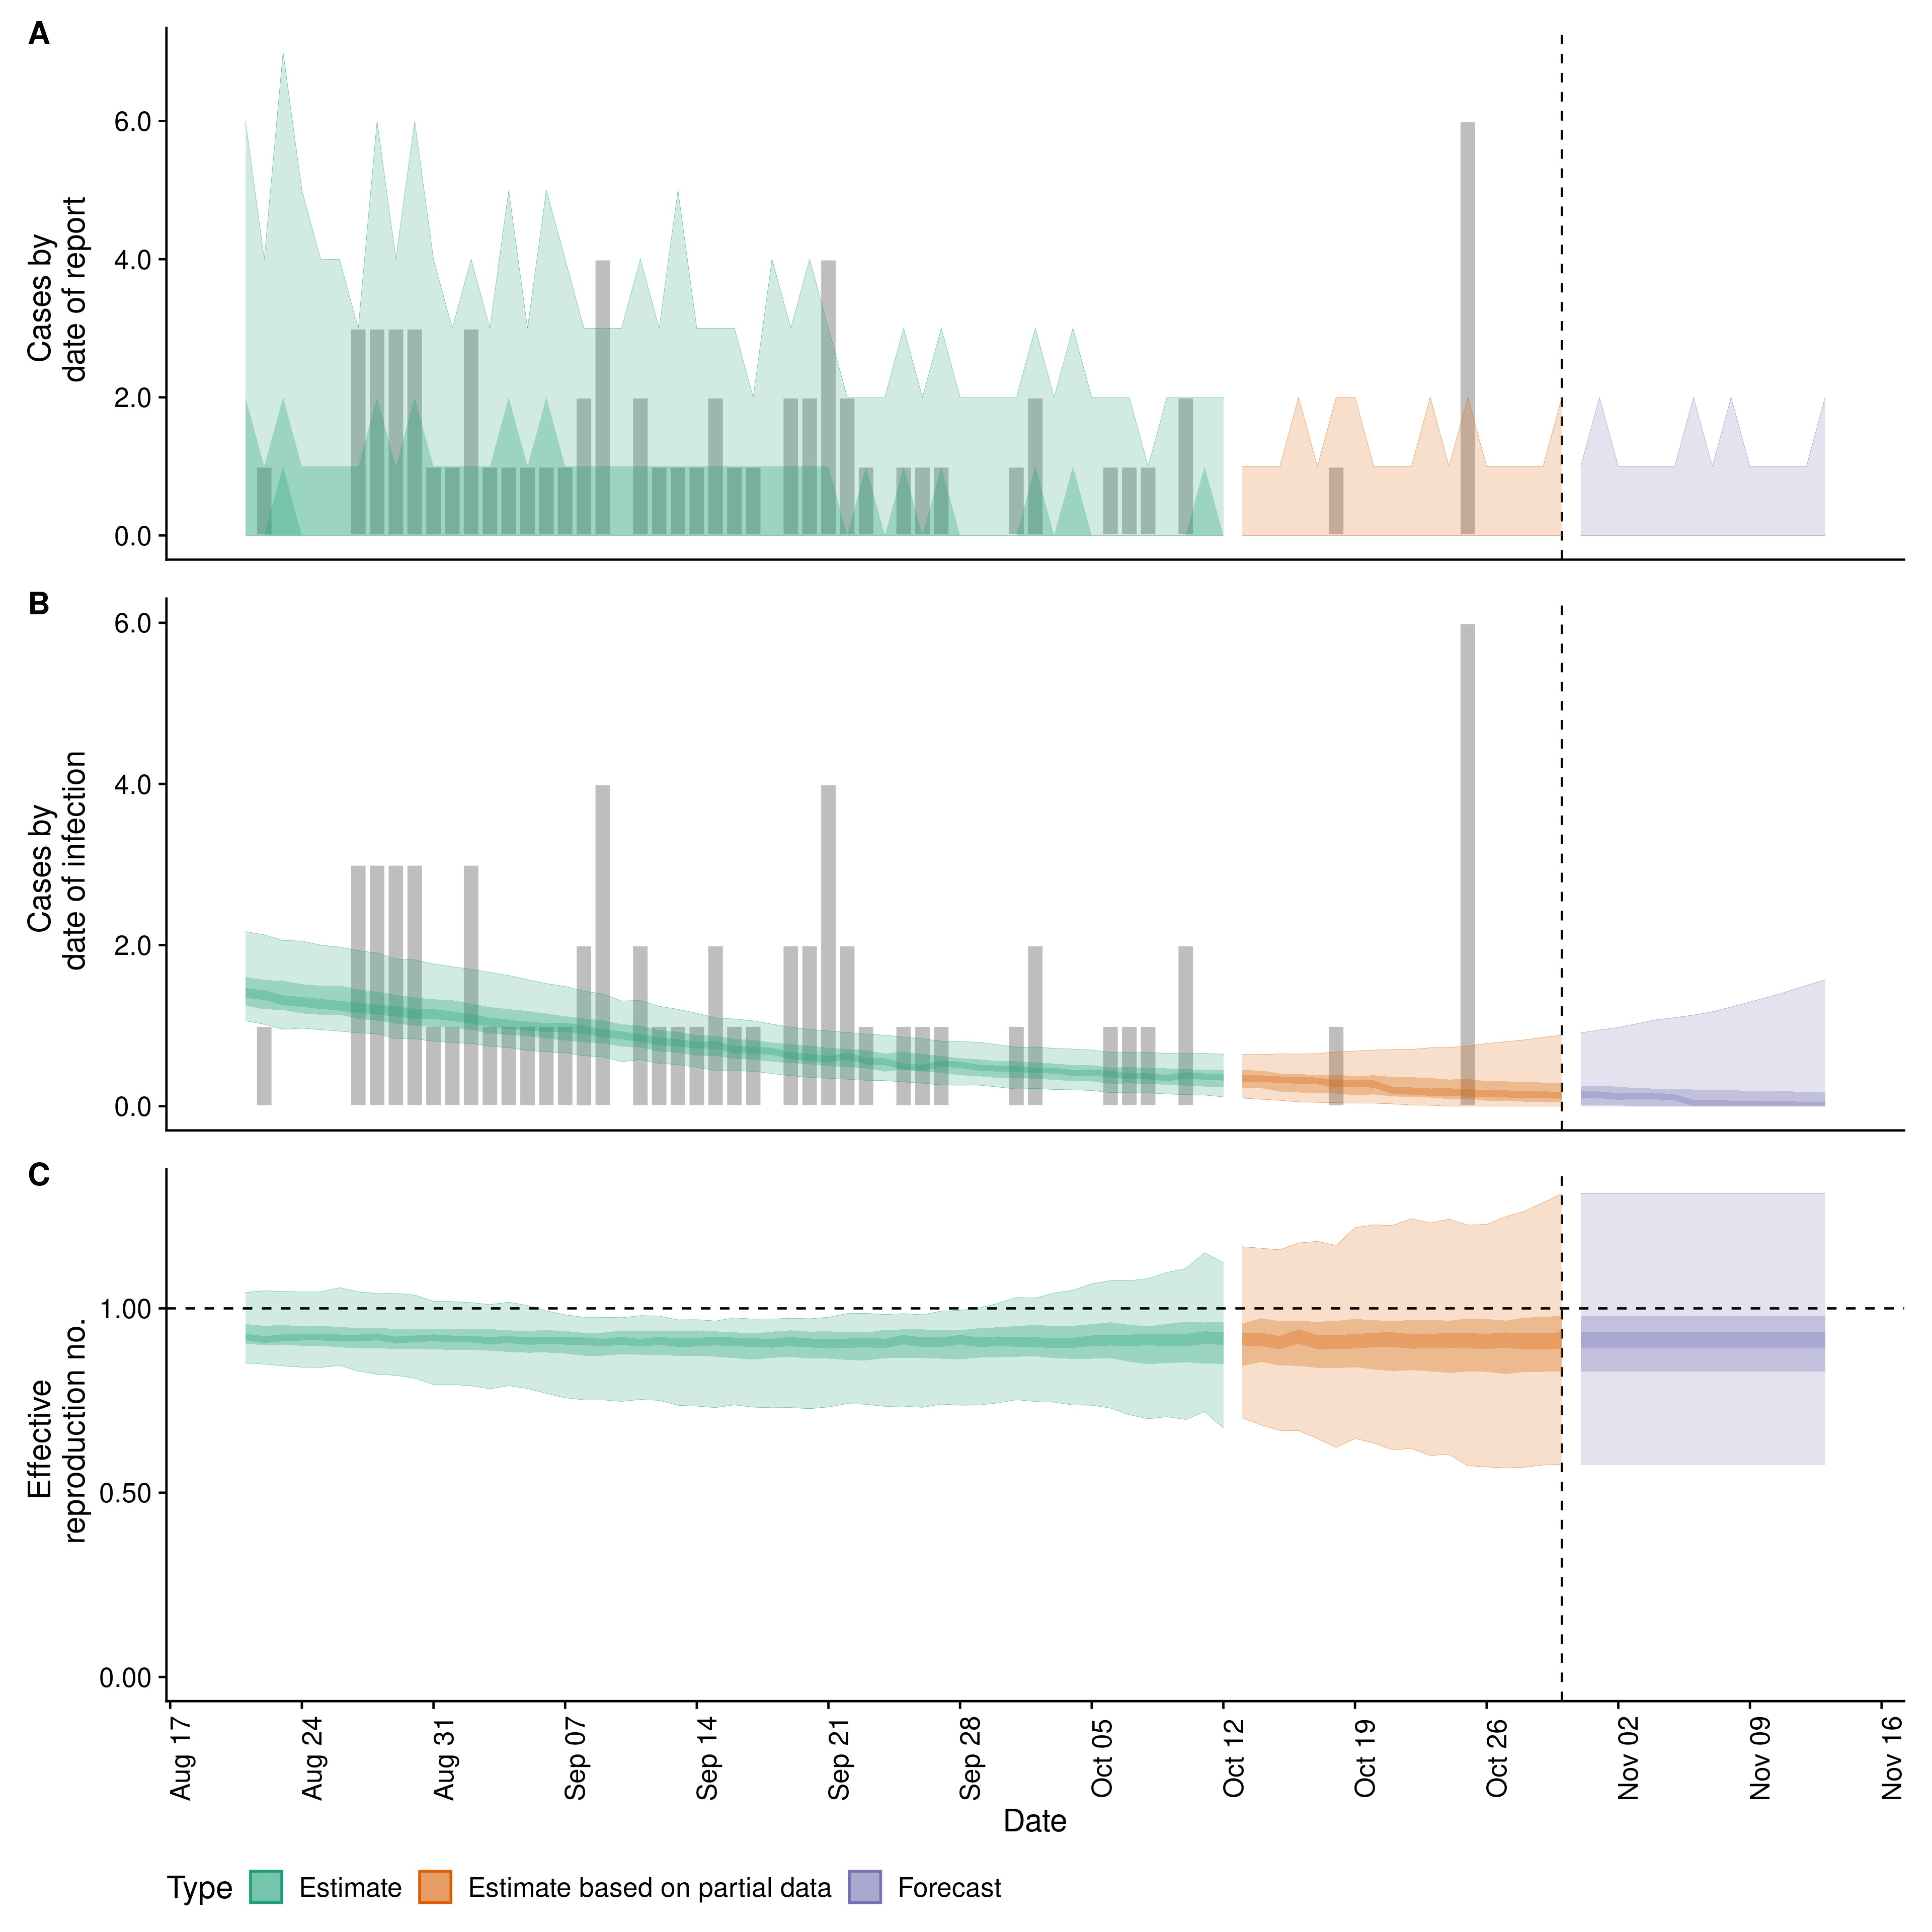 A
Cases by
date of report
6.0
4.0
2.0
0.0
B
Cases by
date of infection
6.0
4.0
2.0
0.0
C
Effective
reproduction no.
1.00
0.50
0.00
Aug 17
Aug 24
Aug 31
Sep 07
Sep 14
Sep 21
Sep 28
Oct 05
Oct 12
Oct 19
Oct 26
Nov 02
Nov 09
Nov 16
Date
Type Estimate Estimate based on partial data Forecast